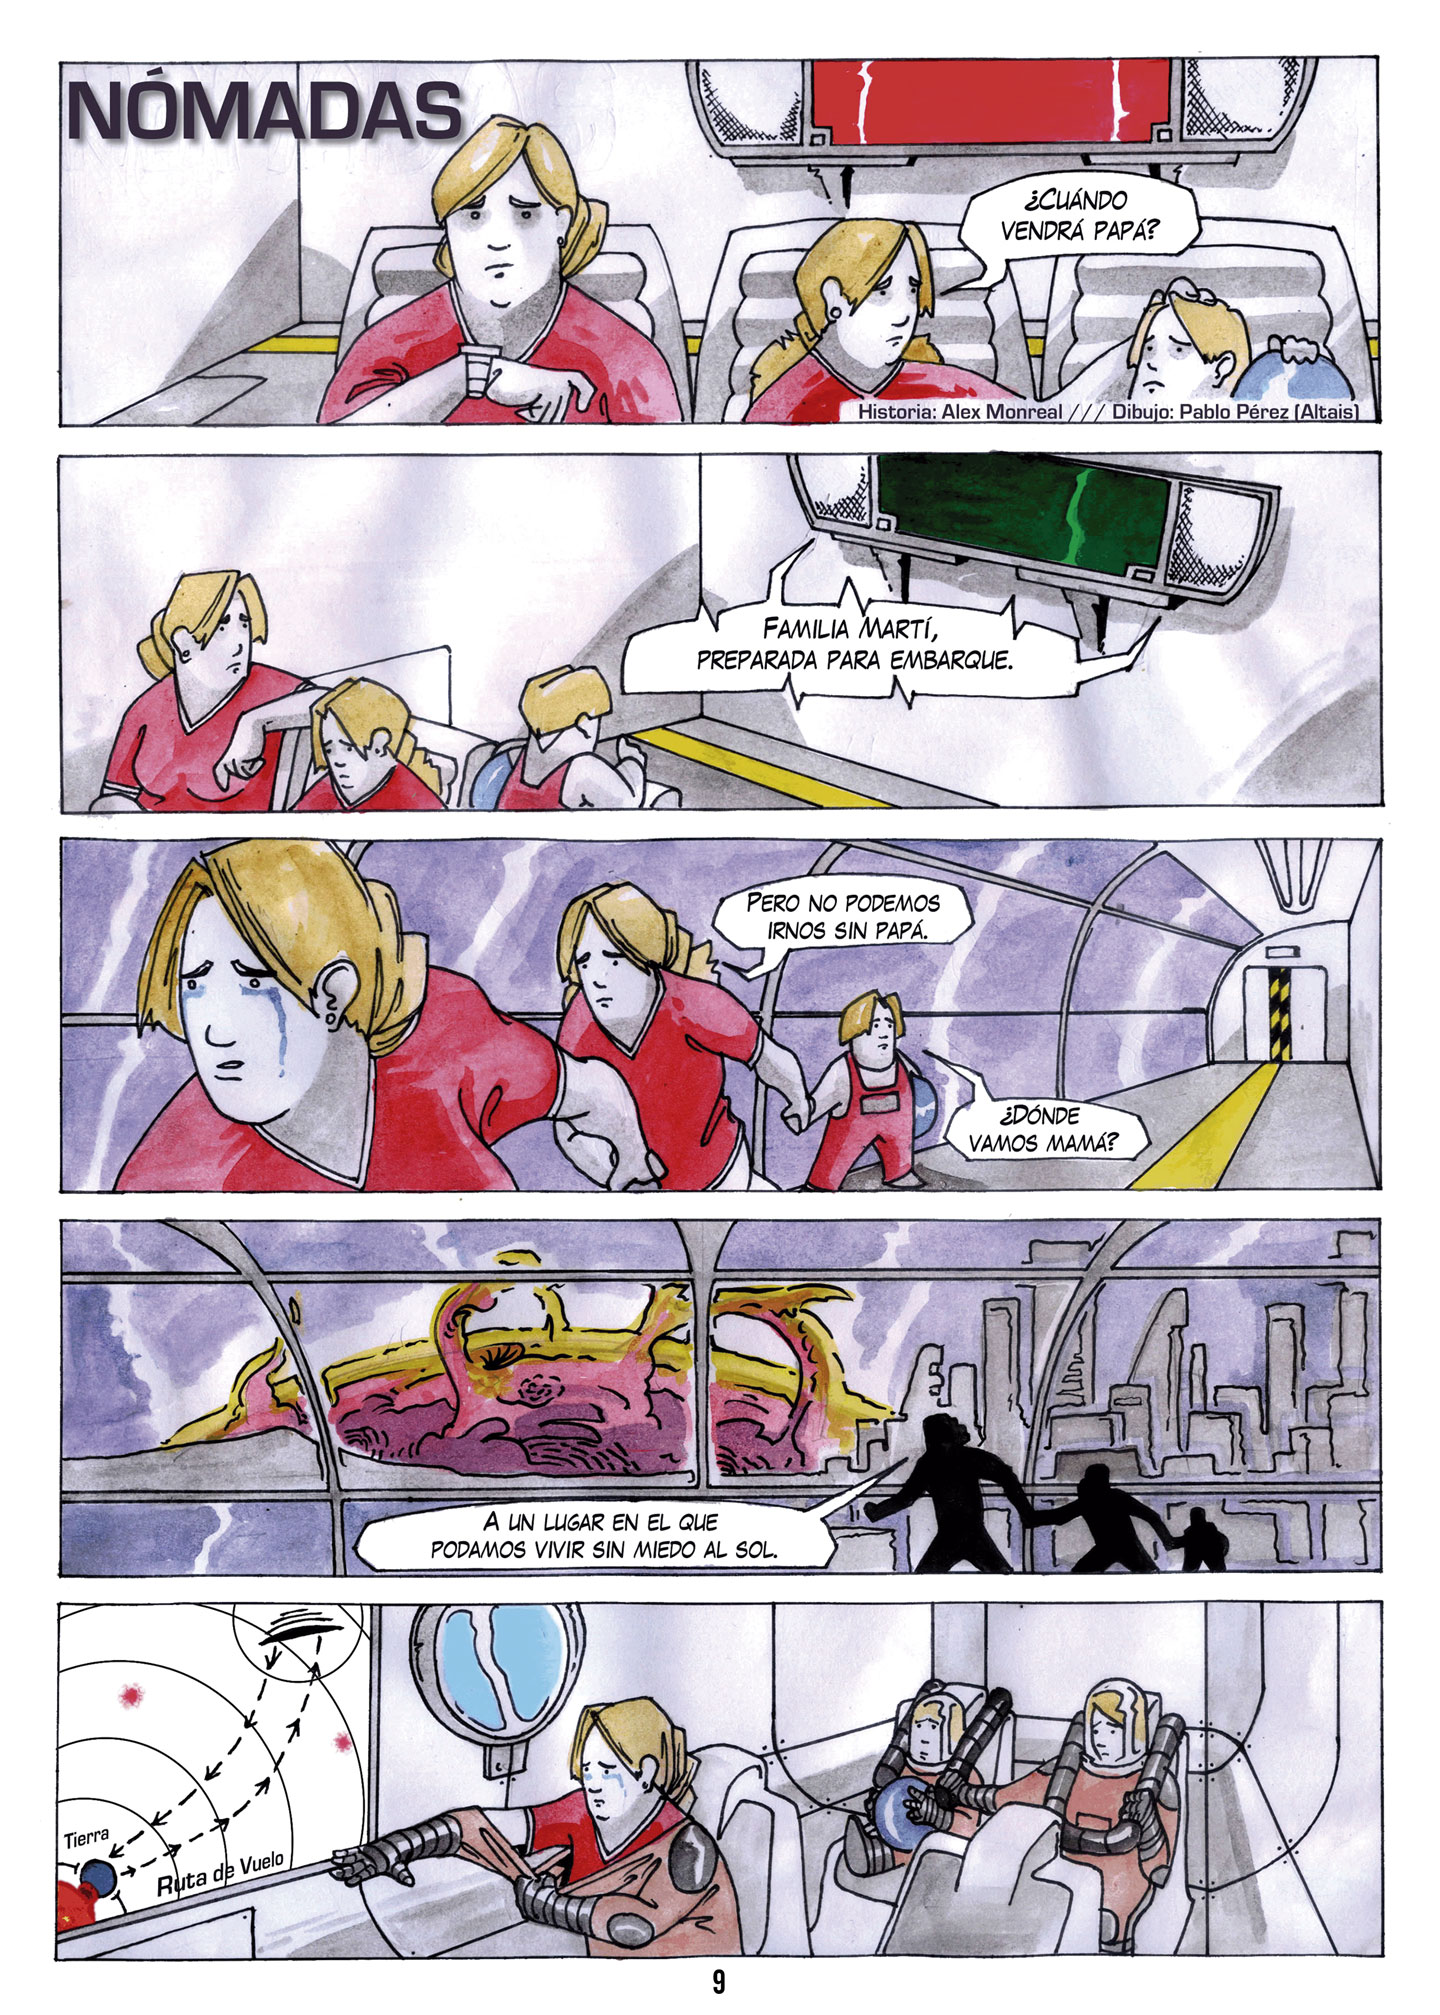 NÓMADAS
¿CUÁNDO
VENDRÁ PAPÁ?
Historia: Alex Monreal /// Dibujo: Pablo Pérez (Altais)
FAMILIA MARTÍ,
PREPARADA PARA EMBARQUE.
PERO NO PODEMOS
IRNOS SIN PAPÁ.
¿DÓNDE
VAMOS MAMÁ?
A UN LUGAR EN EL QUE
PODAMOS VIVIR SIN MIEDO AL SOL.
Tierra
Ruta de Vuelo
9